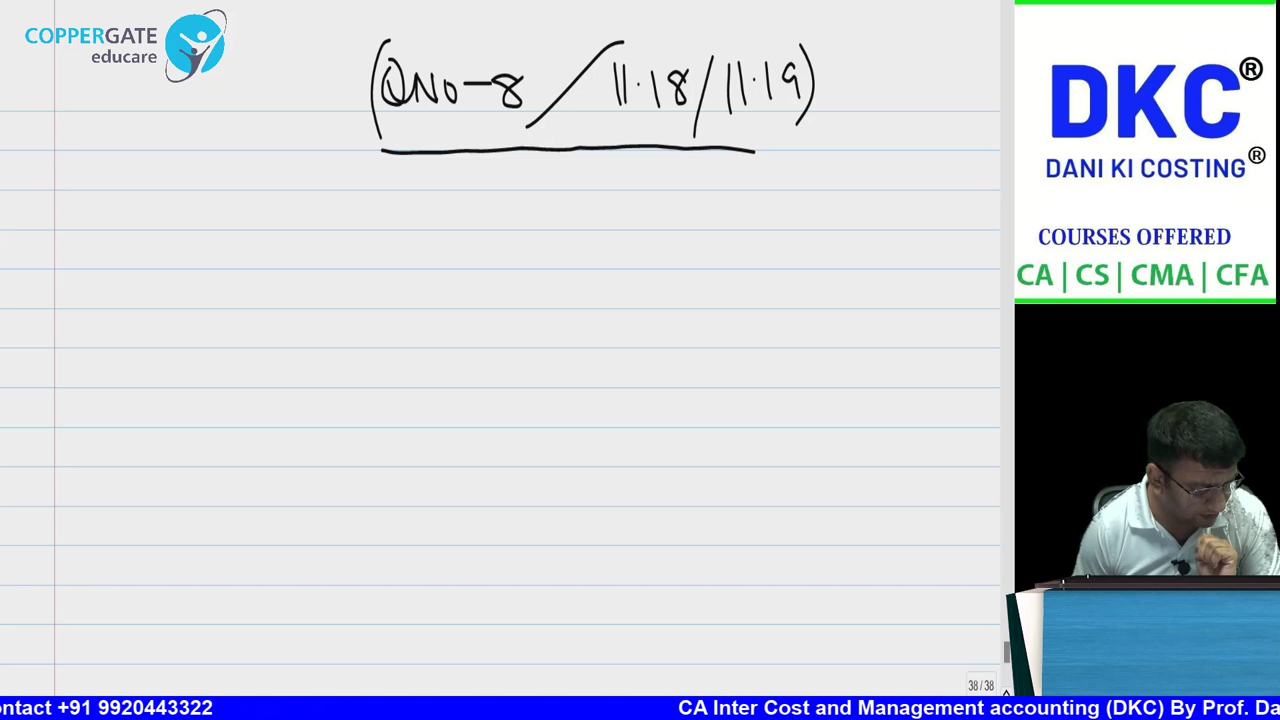 COPPERGATE
educare
(QNo-8 / 11.18 / 11.19)
DKC®
DANI KI COSTING®
COURSES OFFERED
CA | CS | CMA | CFA
38 / 38
ontact +91 9920443322 CA Inter Cost and Management accounting (DKC) By Prof. Da